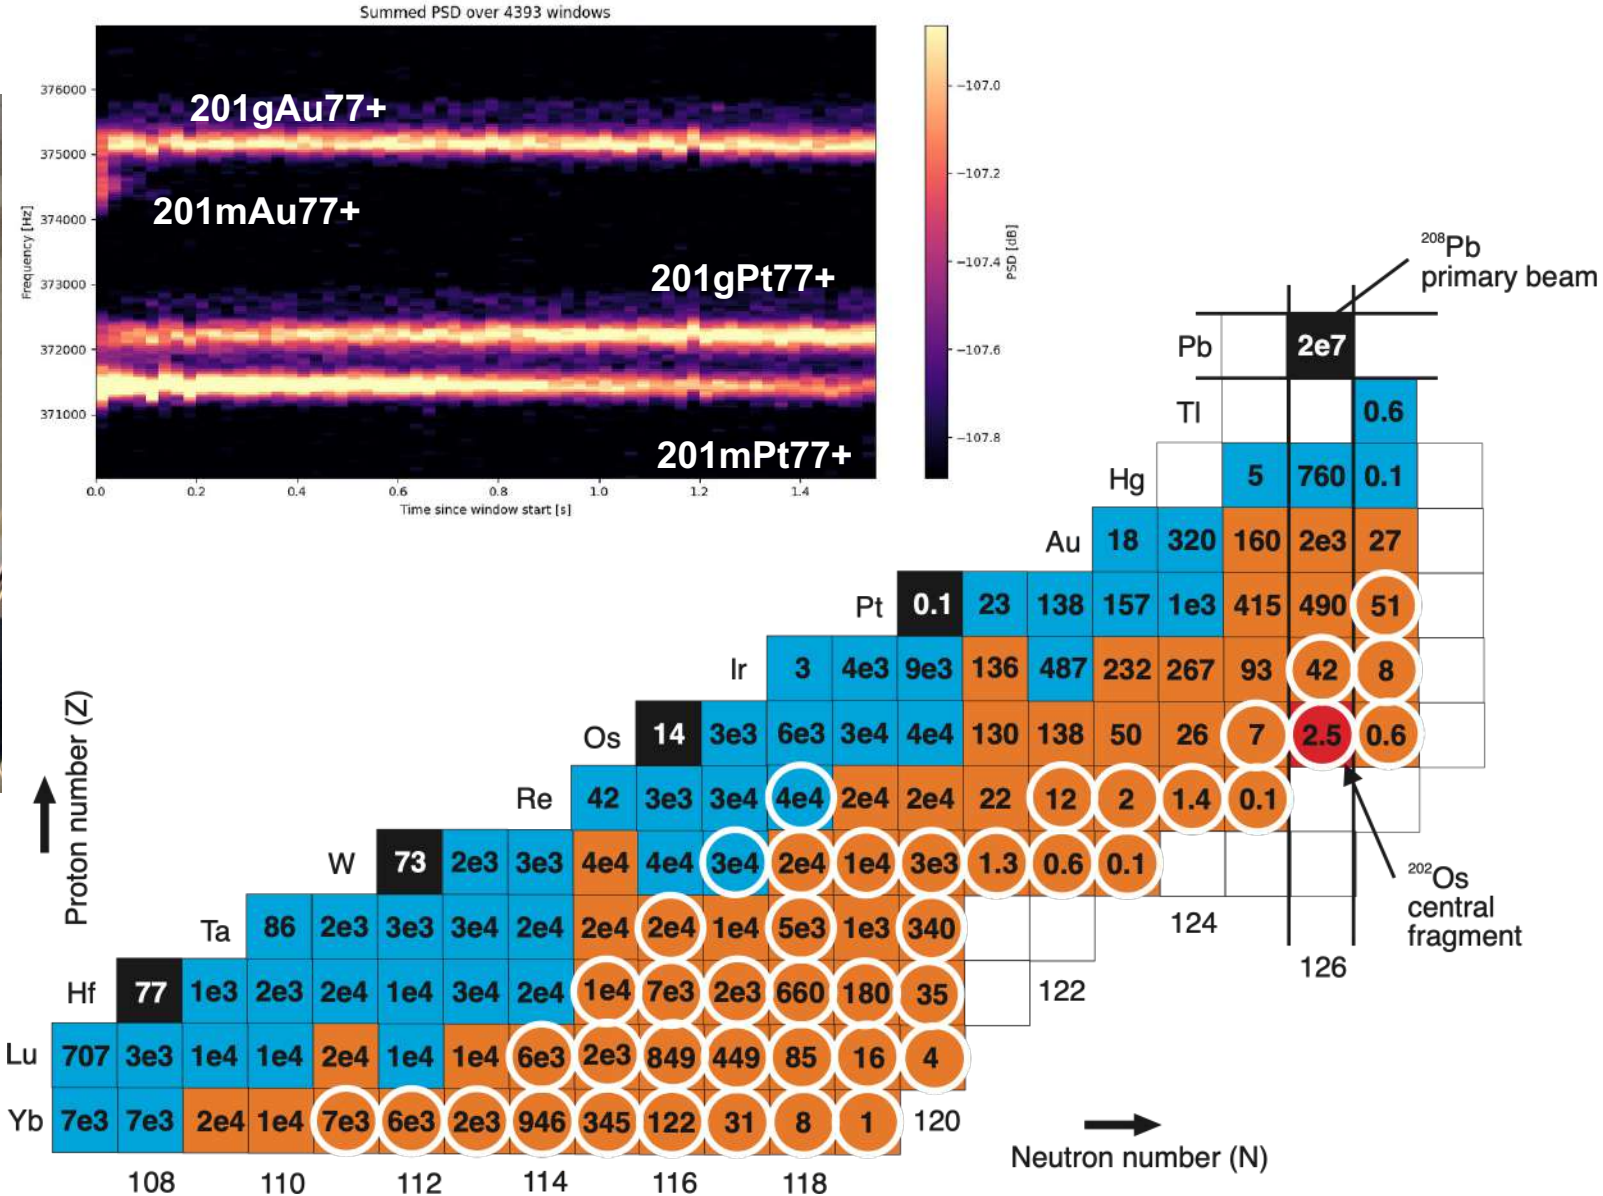 Summed PSD over 4393 windows
Frequency [Hz]
376000
375000
374000
373000
372000
371000
201gAu77+
201mAu77+
201gPt77+
201mPt77+
0.0 0.2 0.4 0.6 0.8 1.0 1.2 1.4
Time since window start [s]
−107.0
−107.2
−107.4
−107.6
−107.8
PSD [dB]
208Pb
primary beam
Pb 2e7
Tl 0.6
Hg 5 760 0.1
Au 18 320 160 2e3 27
Pt 0.1 23 138 157 1e3 415 490 51
Ir 3 4e3 9e3 136 487 232 267 93 42 8
Os 14 3e3 6e3 3e4 4e4 130 138 50 26 7 2.5 0.6
Re 42 3e3 3e4 4e4 2e4 2e4 22 12 2 1.4 0.1
W 73 2e3 3e3 4e4 4e4 3e4 2e4 1e4 3e3 1.3 0.6 0.1
Ta 86 2e3 3e3 3e4 2e4 2e4 2e4 1e4 5e3 1e3 340
Hf 77 1e3 2e3 2e4 1e4 3e4 2e4 1e4 7e3 2e3 660 180 35
Lu 707 3e3 1e4 1e4 2e4 1e4 1e4 6e3 2e3 849 449 85 16 4
Yb 7e3 7e3 2e4 1e4 7e3 6e3 2e3 946 345 122 31 8 1
108 110 112 114 116 118
120
122
124
126
202Os
central
fragment
Proton number (Z)
Neutron number (N)